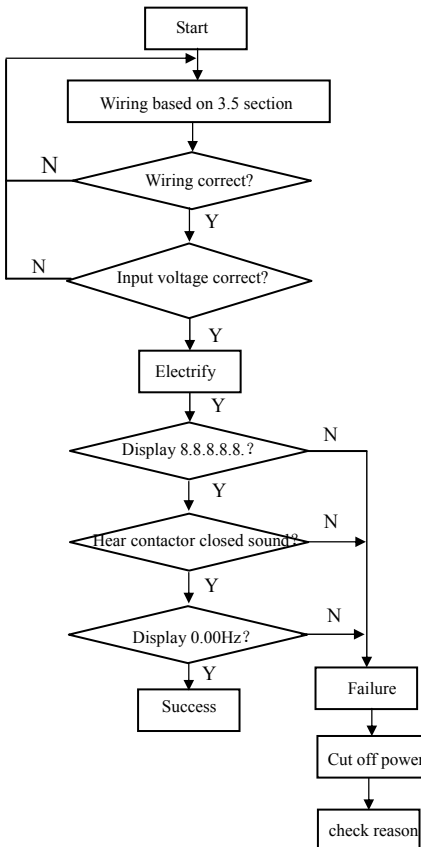 Start
Wiring based on 3.5 section
N
Wiring correct?
Y
N
Input voltage correct?
Y
Electrify
Y
N
Display 8.8.8.8.8.?
Y
Hear contactor closed sound?
N
Y
N
Display 0.00Hz?
Y
Failure
Success
Cut off power
check reason